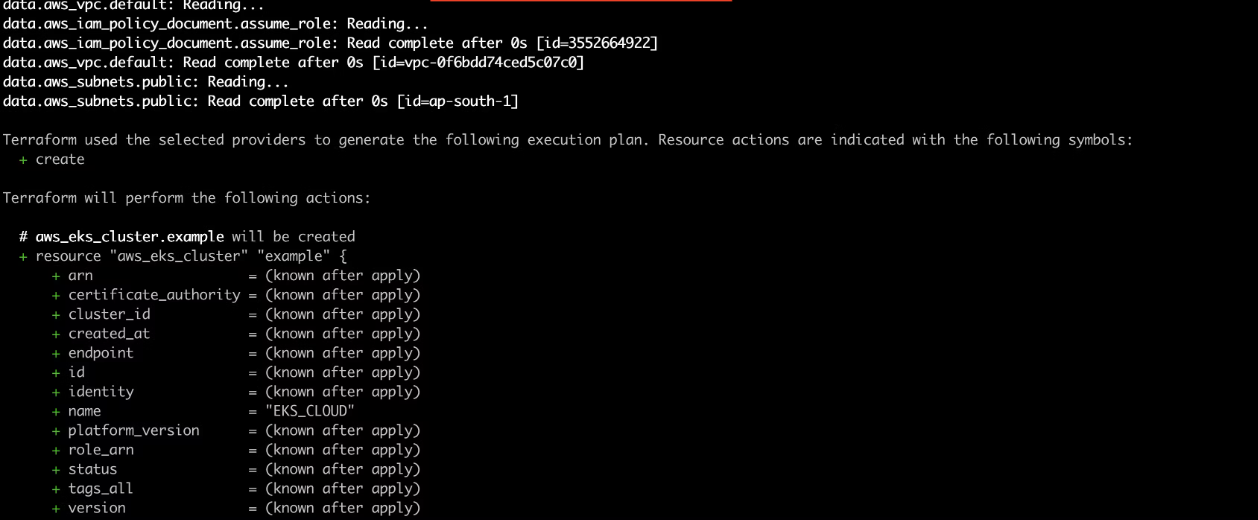 data.aws_vpc.default: Reading...
data.aws_iam_policy_document.assume_role: Reading...
data.aws_iam_policy_document.assume_role: Read complete after 0s [id=3552664922]
data.aws_vpc.default: Read complete after 0s [id=vpc-0f6bdd74ced5c07c0]
data.aws_subnets.public: Reading...
data.aws_subnets.public: Read complete after 0s [id=ap-south-1]
Terraform used the selected providers to generate the following execution plan. Resource actions are indicated with the following symbols:
  + create
Terraform will perform the following actions:
  # aws_eks_cluster.example will be created
  + resource "aws_eks_cluster" "example" {
      + arn                   = (known after apply)
      + certificate_authority = (known after apply)
      + cluster_id            = (known after apply)
      + created_at            = (known after apply)
      + endpoint              = (known after apply)
      + id                    = (known after apply)
      + identity              = (known after apply)
      + name                  = "EKS_CLOUD"
      + platform_version      = (known after apply)
      + role_arn              = (known after apply)
      + status                = (known after apply)
      + tags_all              = (known after apply)
      + version               = (known after apply)